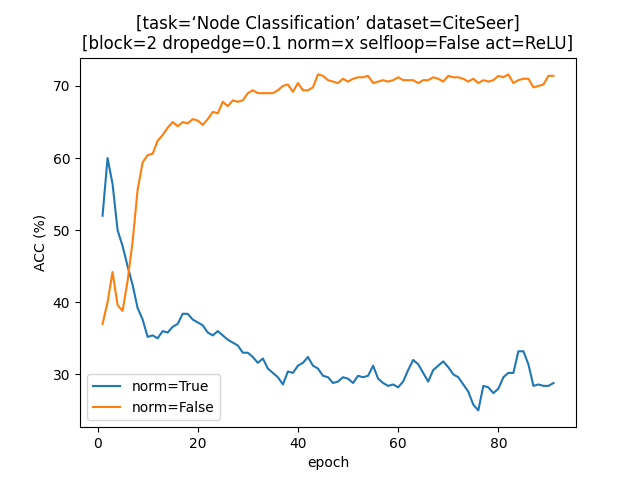 [task=‘Node Classification’ dataset=CiteSeer]
[block=2 dropedge=0.1 norm=x selfloop=False act=ReLU]
70
60
50
40
30
ACC (%)
norm=True
norm=False
0 20 40 60 80
epoch